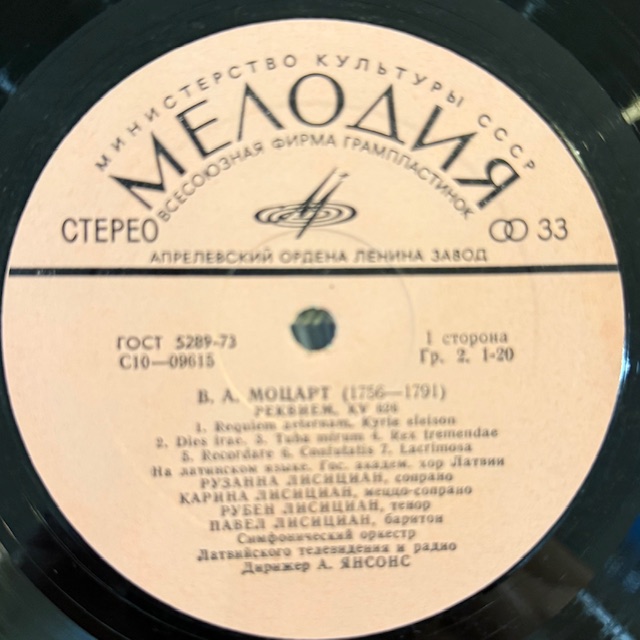 МИНИСТЕРСТВО КУЛЬТУРЫ СССР
МЕЛОДИЯ
ВСЕСОЮЗНАЯ ФИРМА ГРАМПЛАСТИНОК
СТЕРЕО 33
АПРЕЛЕВСКИЙ ОРДЕНА ЛЕНИНА ЗАВОД
ГОСТ 5289-73 1 сторона
С10—09615 Гр. 2. 1-20
В. А. МОЦАРТ (1756—1791)
РЕКВИЕМ, KV 626
1. Requiem aeternam, Kyrie eleison
2. Dies irae. 3. Tuba mirum 4. Rex tremendae
5. Recordare 6. Confutatis 7. Lacrimosa
На латинском языке. Гос. академ. хор Латвии
РУЗАННА ЛИСИЦИАН, сопрано
КАРИНА ЛИСИЦИАН, меццо-сопрано
РУБЕН ЛИСИЦИАН, тенор
ПАВЕЛ ЛИСИЦИАН, баритон
Симфонический оркестр
Латвийского телевидения и радио
Дирижер А. ЯНСОНС